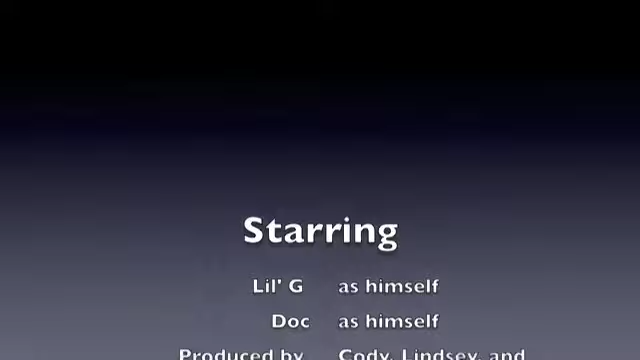 Starring
Lil' G as himself
Doc as himself
Produced by Cody, Lindsey, and